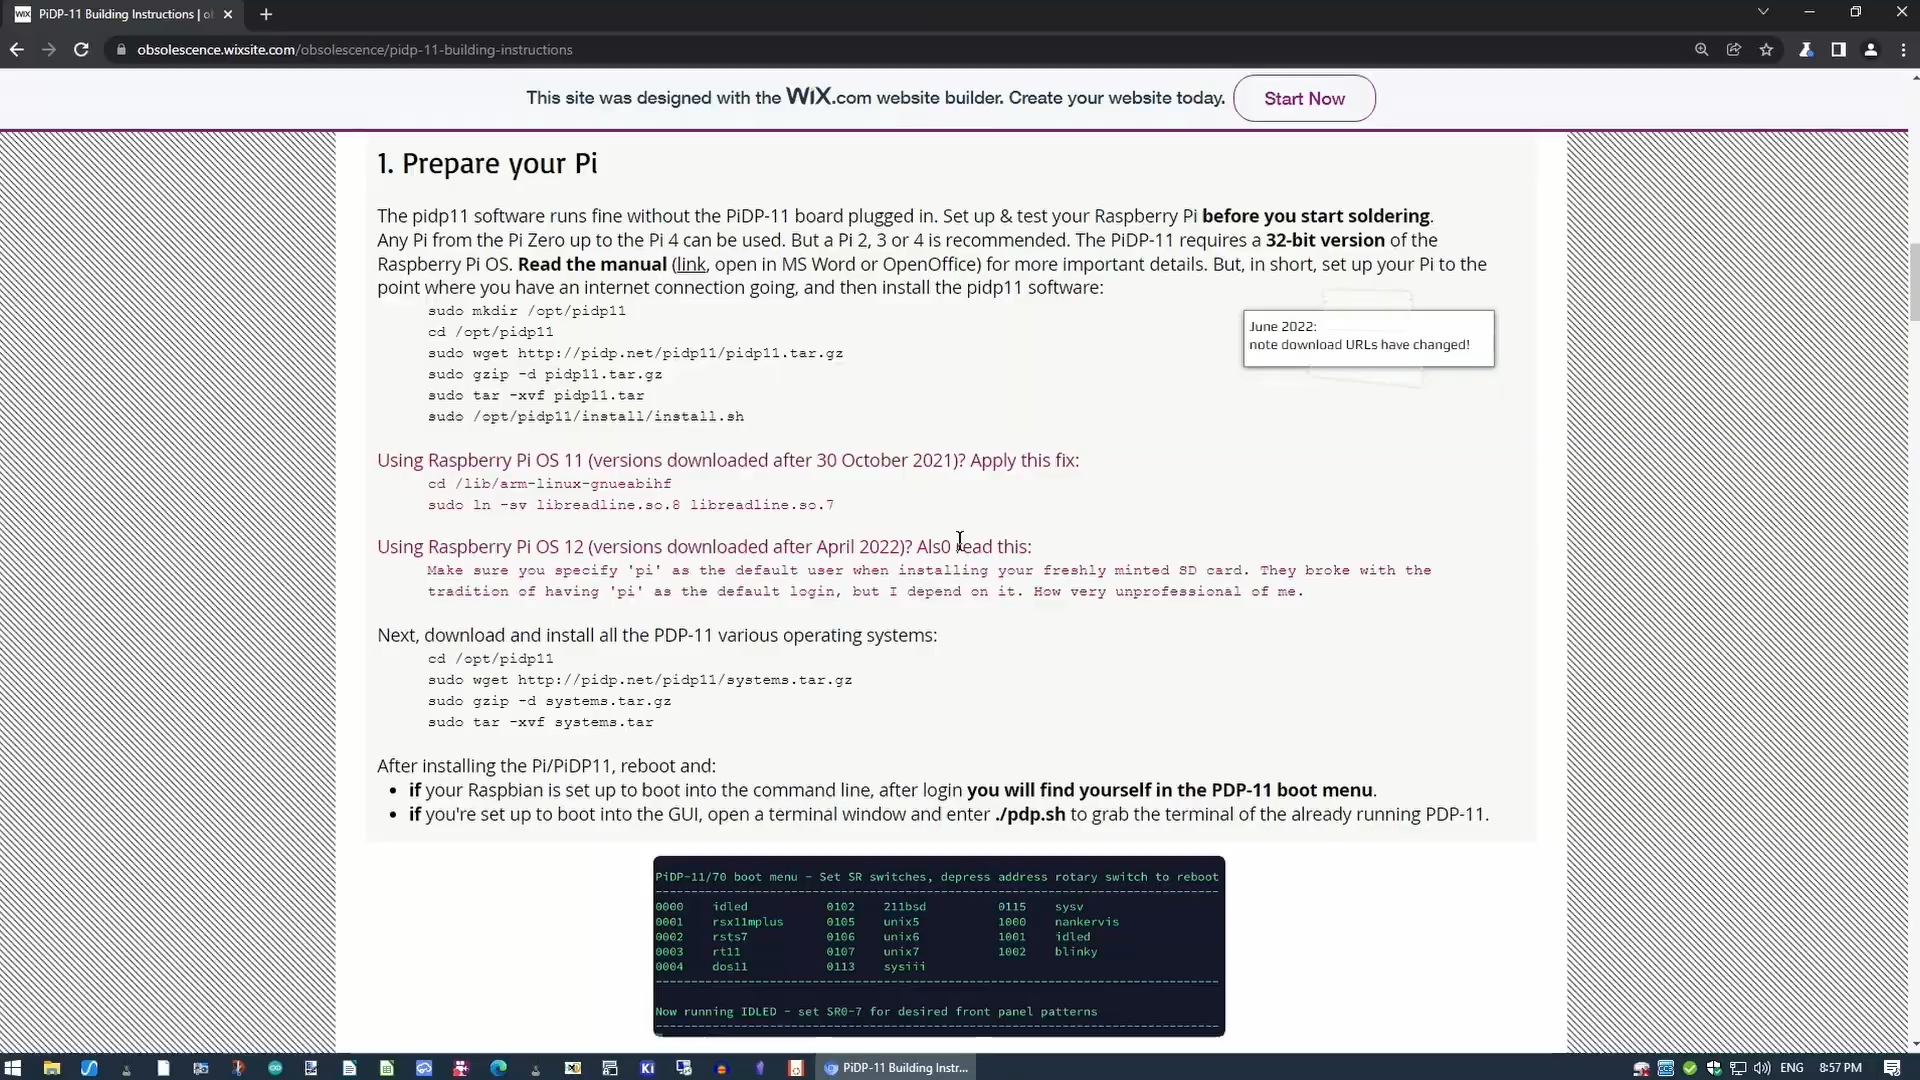 PiDP-11 Building Instructions | o
obsolescence.wixsite.com/obsolescence/pidp-11-building-instructions
This site was designed with the WiX.com website builder. Create your website today.
Start Now
1. Prepare your Pi
The pidp11 software runs fine without the PiDP-11 board plugged in. Set up & test your Raspberry Pi before you start soldering.
Any Pi from the Pi Zero up to the Pi 4 can be used. But a Pi 2, 3 or 4 is recommended. The PiDP-11 requires a 32-bit version of the
Raspberry Pi OS. Read the manual (link, open in MS Word or OpenOffice) for more important details. But, in short, set up your Pi to the
point where you have an internet connection going, and then install the pidp11 software:
sudo mkdir /opt/pidp11
cd /opt/pidp11
sudo wget http://pidp.net/pidp11/pidp11.tar.gz
sudo gzip -d pidp11.tar.gz
sudo tar -xvf pidp11.tar
sudo /opt/pidp11/install/install.sh
June 2022:
note download URLs have changed!
Using Raspberry Pi OS 11 (versions downloaded after 30 October 2021)? Apply this fix:
cd /lib/arm-linux-gnueabihf
sudo ln -sv libreadline.so.8 libreadline.so.7
Using Raspberry Pi OS 12 (versions downloaded after April 2022)? Als0 read this:
Make sure you specify 'pi' as the default user when installing your freshly minted SD card. They broke with the
tradition of having 'pi' as the default login, but I depend on it. How very unprofessional of me.
Next, download and install all the PDP-11 various operating systems:
cd /opt/pidp11
sudo wget http://pidp.net/pidp11/systems.tar.gz
sudo gzip -d systems.tar.gz
sudo tar -xvf systems.tar
After installing the Pi/PiDP11, reboot and:
• if your Raspbian is set up to boot into the command line, after login you will find yourself in the PDP-11 boot menu.
• if you're set up to boot into the GUI, open a terminal window and enter ./pdp.sh to grab the terminal of the already running PDP-11.
PiDP-11/70 boot menu - Set SR switches, depress address rotary switch to reboot
0000 idled 0102 211bsd 0115 sysv
0001 rsx11mplus 0105 unix5 1000 nankervis
0002 rsts7 0106 unix6 1001 idled
0003 rt11 0107 unix7 1002 blinky
0004 dos11 0113 sysiii
Now running IDLED - set SR0-7 for desired front panel patterns
PiDP-11 Building Instr...
ENG
8:57 PM